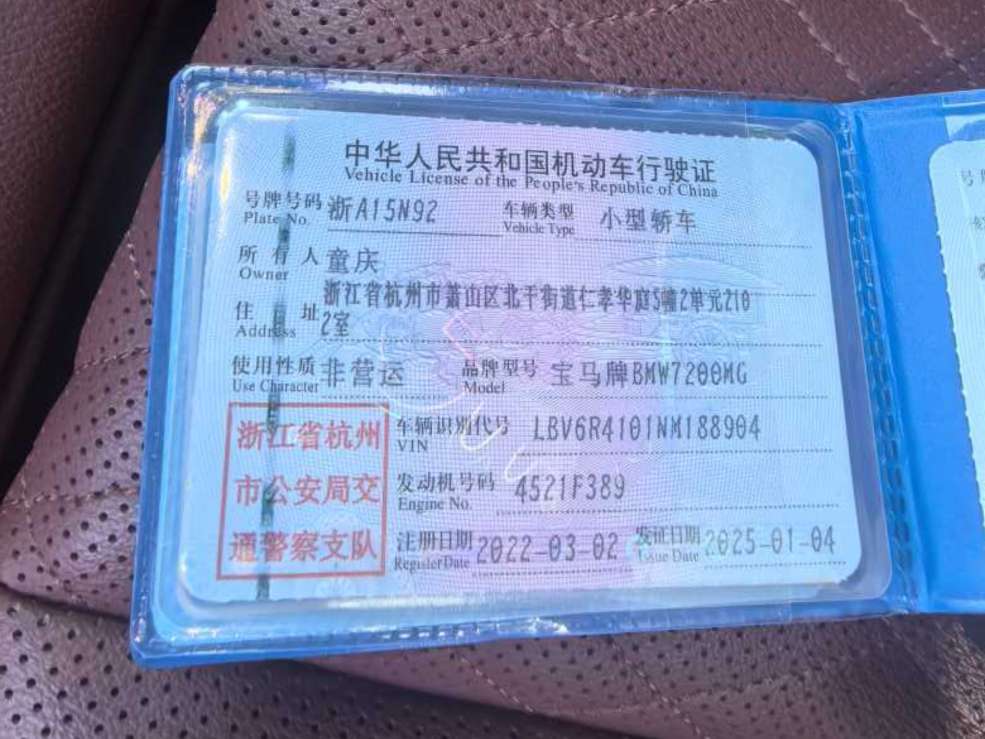 中华人民共和国机动车行驶证
Vehicle License of the People's Republic of China
号牌号码 浙A15N92 车辆类型 小型轿车
Plate No. Vehicle Type
所有人 童庆
Owner
浙江省杭州市萧山区北干街道仁孝华庭5幢2单元210
住址 2室
Address
使用性质 非营运 品牌型号 宝马牌BMW7200MG
Use Character Model
浙江省杭州
市公安局交
通警察支队
车辆识别代号 LBV6R4101NM188904
VIN
发动机号码 4521F389
Engine No.
注册日期 2022-03-02 发证日期 2025-01-04
Register Date Issue Date